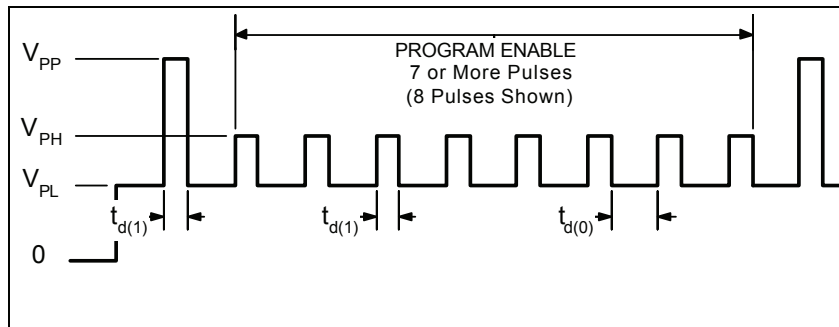 PROGRAM ENABLE
7 or More Pulses
(8 Pulses Shown)
V_PP
V_PH
V_PL
t_d(1)
t_d(1)
t_d(0)
0